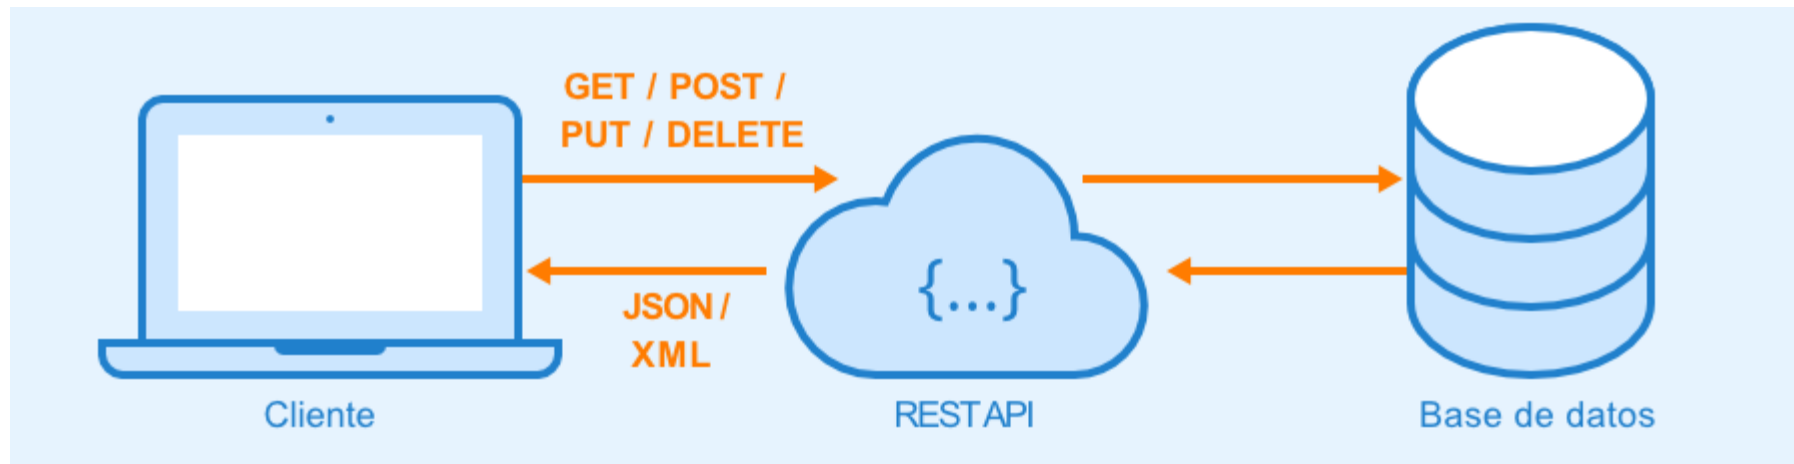 GET / POST /
PUT / DELETE
{...}
JSON /
XML
Cliente
REST API
Base de datos